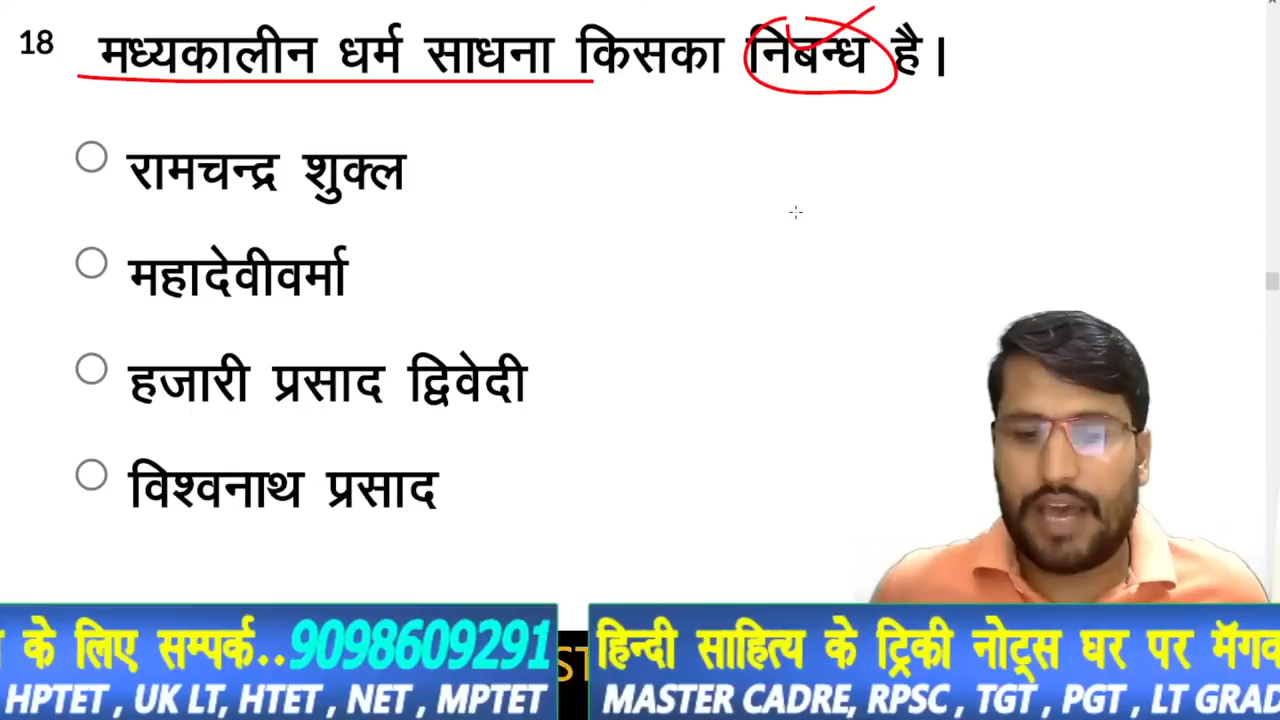 18 मध्यकालीन धर्म साधना किसका निबन्ध है।
रामचन्द्र शुक्ल
महादेवीवर्मा
हजारी प्रसाद द्विवेदी
विश्वनाथ प्रसाद
के लिए सम्पर्क..9098609291
हिन्दी साहित्य के ट्रिकी नोट्स घर पर मॅगव
HPTET , UK LT, HTET , NET , MPTET
ST
MASTER CADRE, RPSC , TGT , PGT , LT GRAD